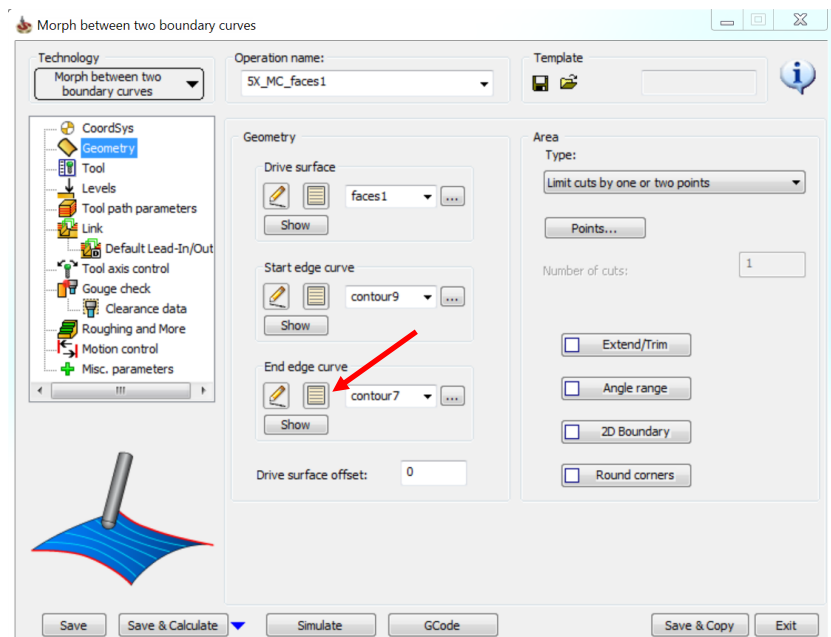 Morph between two boundary curves
Technology
Morph between two
boundary curves
Operation name:
5X_MC_faces1
Template
CoordSys
Geometry
Tool
Levels
Tool path parameters
Link
Default Lead-In/Out
Tool axis control
Gouge check
Clearance data
Roughing and More
Motion control
Misc. parameters
Geometry
Drive surface
faces1
...
Show
Start edge curve
contour9
...
Show
End edge curve
contour7
...
Show
Drive surface offset:
0
Area
Type:
Limit cuts by one or two points
Points...
Number of cuts:
1
Extend/Trim
Angle range
2D Boundary
Round corners
Save
Save & Calculate
Simulate
GCode
Save & Copy
Exit